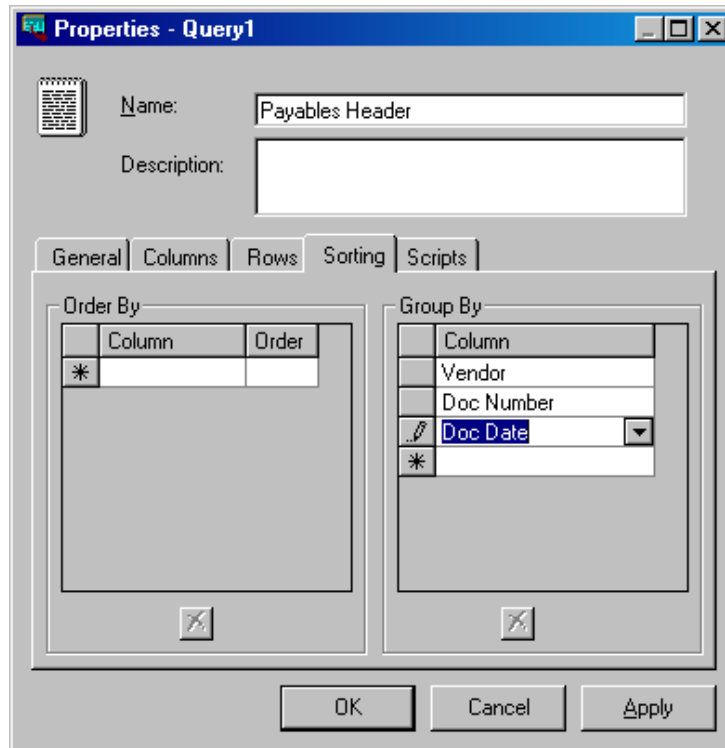 Properties - Query1
Name:
Payables Header
Description:
General Columns Rows Sorting Scripts
Order By
Group By
Column Order
Column
Vendor
Doc Number
Doc Date
OK Cancel Apply